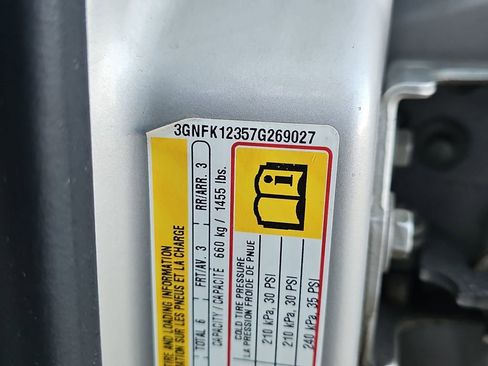 3GNFK12357G269027
TIRE AND LOADING INFORMATION
SUR LES PNEUS ET LA CHARGE
TOTAL 6 FRT/AV. 3 RR/ARR. 3
CAPACITY / CAPACITÉ 660 kg / 1455 lbs.
COLD TIRE PRESSURE
LA PRESSION FROIDE DE PNUE
210 kPa, 30 PSI
210 kPa, 30 PSI
240 kPa, 35 PSI